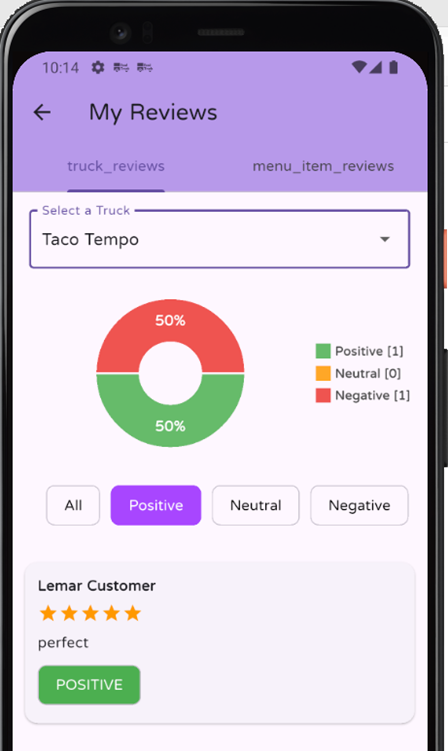 10:14
My Reviews
truck_reviews menu_item_reviews
Select a Truck
Taco Tempo
50%
Positive [1]
Neutral [0]
Negative [1]
50%
All Positive Neutral Negative
Lemar Customer
perfect
POSITIVE